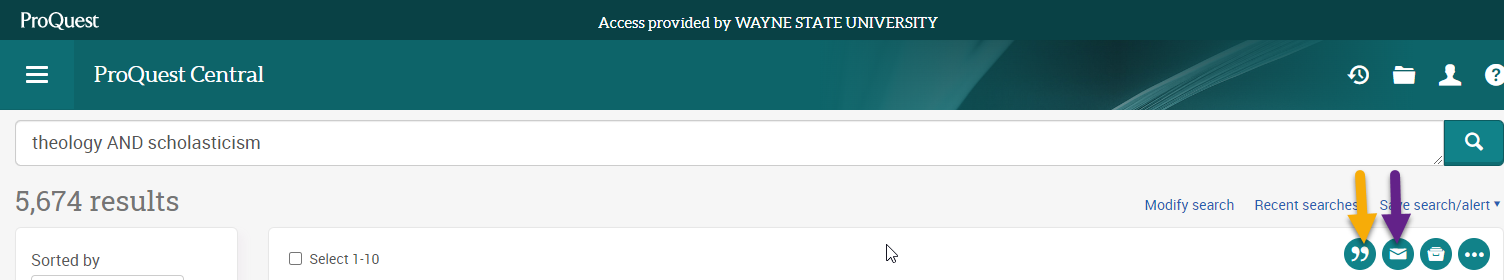 ProQuest
Access provided by WAYNE STATE UNIVERSITY
ProQuest Central
?
theology AND scholasticism
5,674 results
Modify search Recent searches Save search/alert
Sorted by
Select 1-10